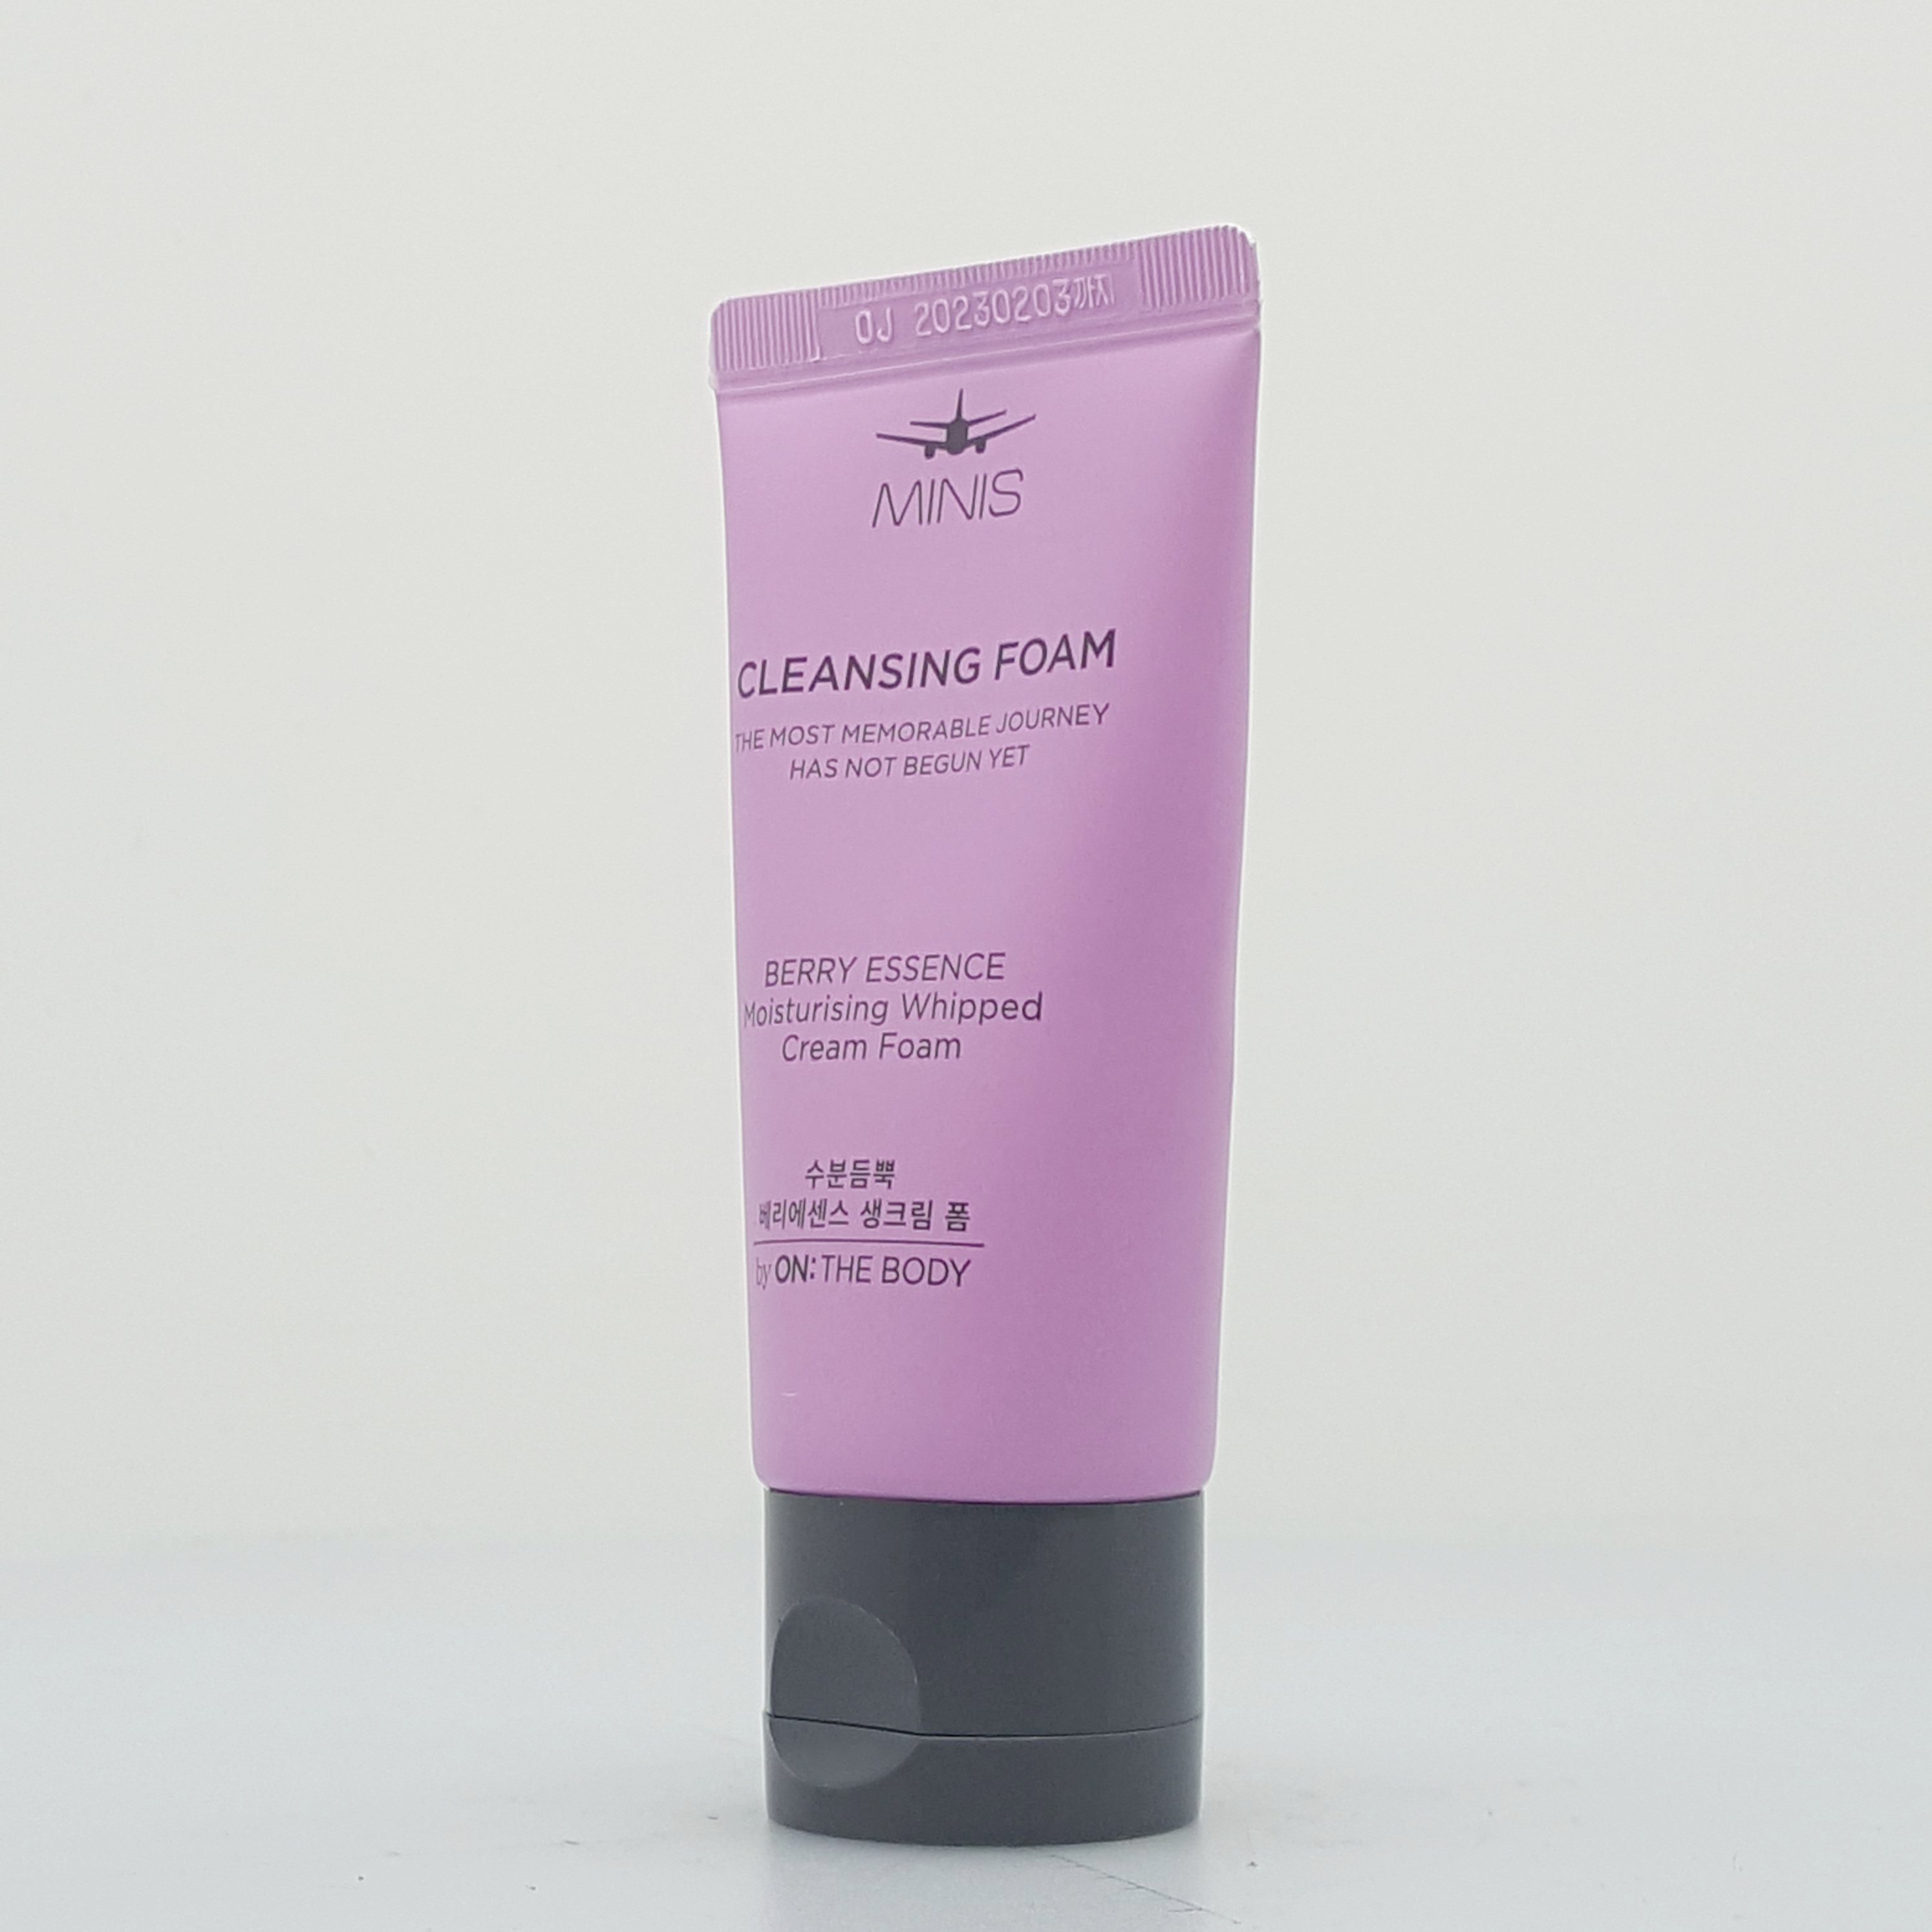 OJ 20230203까지
MINIS
CLEANSING FOAM
THE MOST MEMORABLE JOURNEY
HAS NOT BEGUN YET
BERRY ESSENCE
Moisturising Whipped
Cream Foam
수분듬뿍
베리에센스 생크림 폼
by ON: THE BODY